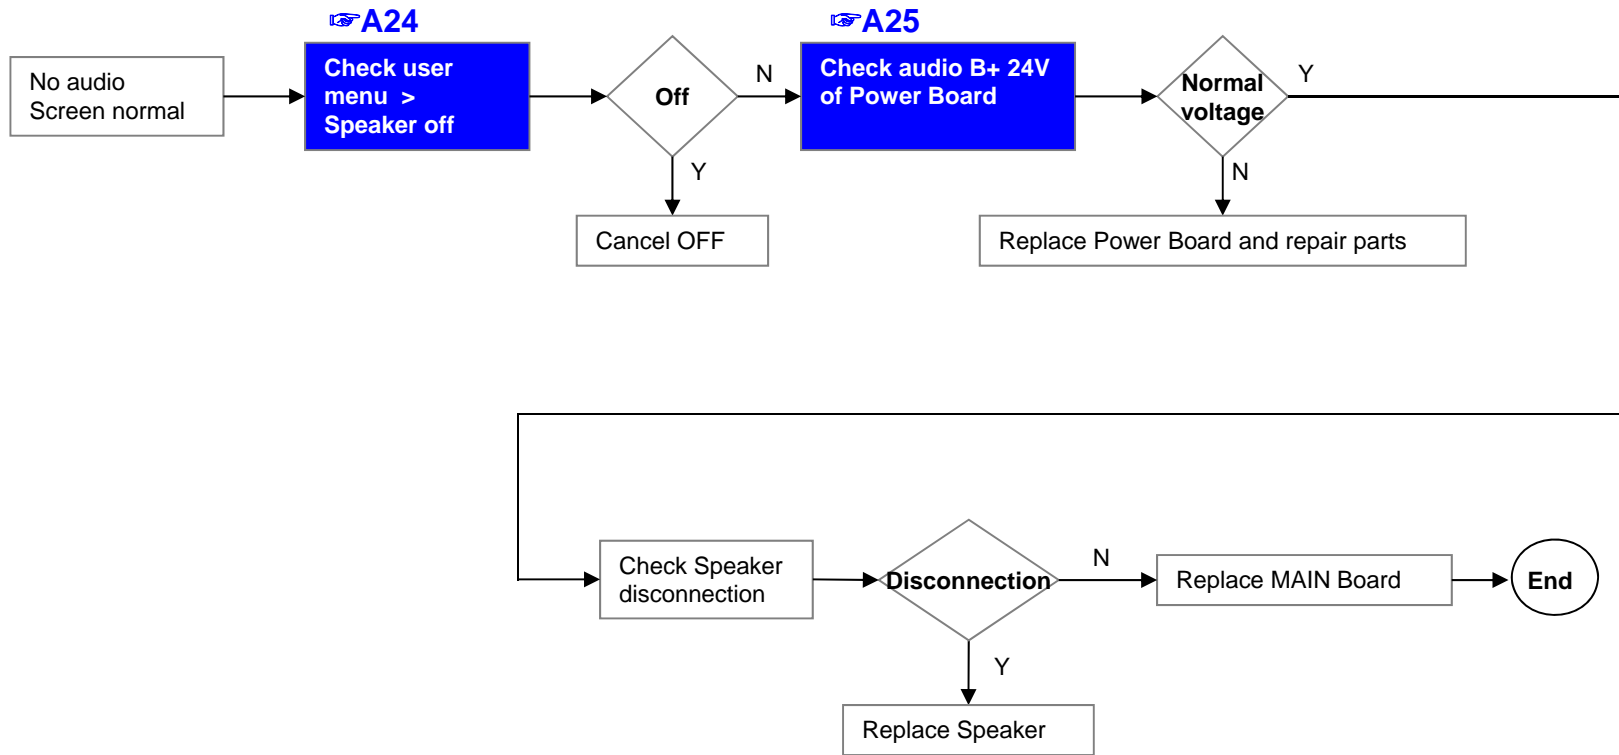 ☞A24
☞A25
No audio
Screen normal
Check user
menu >
Speaker off
Off
N
Check audio B+ 24V
of Power Board
Normal
voltage
Y
Y
N
Cancel OFF
Replace Power Board and repair parts
Check Speaker
disconnection
Disconnection
N
Replace MAIN Board
End
Y
Replace Speaker